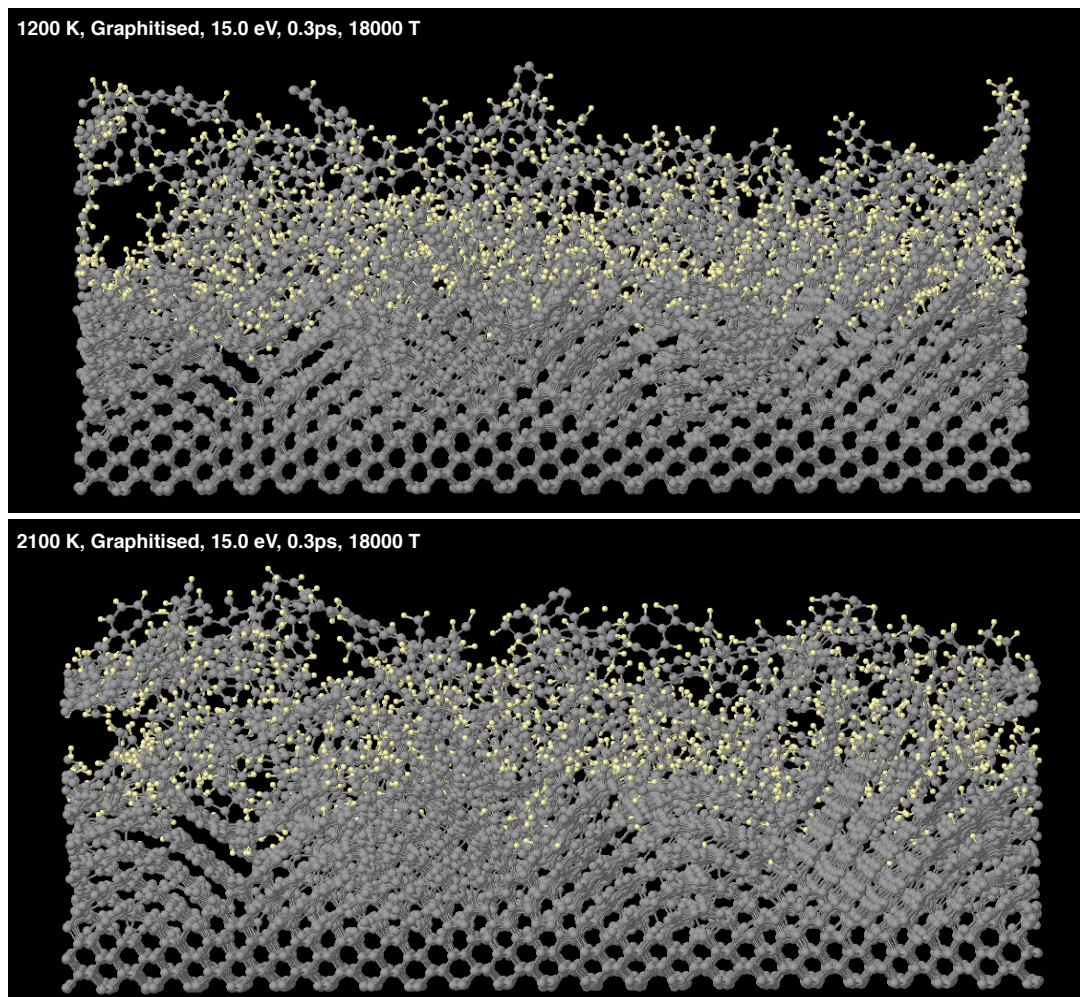 1200 K, Graphitised, 15.0 eV, 0.3ps, 18000 T
2100 K, Graphitised, 15.0 eV, 0.3ps, 18000 T